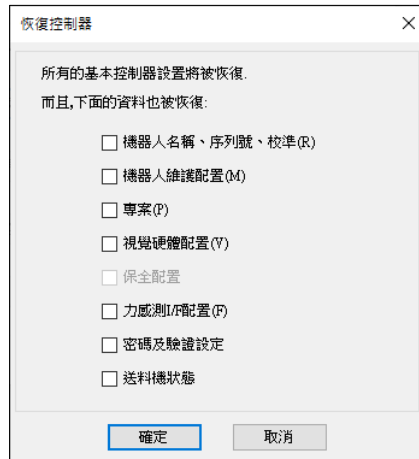 恢復控制器
所有的基本控制器設置將被恢復.
而且,下面的資料也被恢復:
機器人名稱、序列號、校準(R)
機器人維護配置(M)
專案(P)
視覺硬體配置(V)
保全配置
力感測I/F配置(F)
密碼及驗證設定
送料機狀態
確定
取消